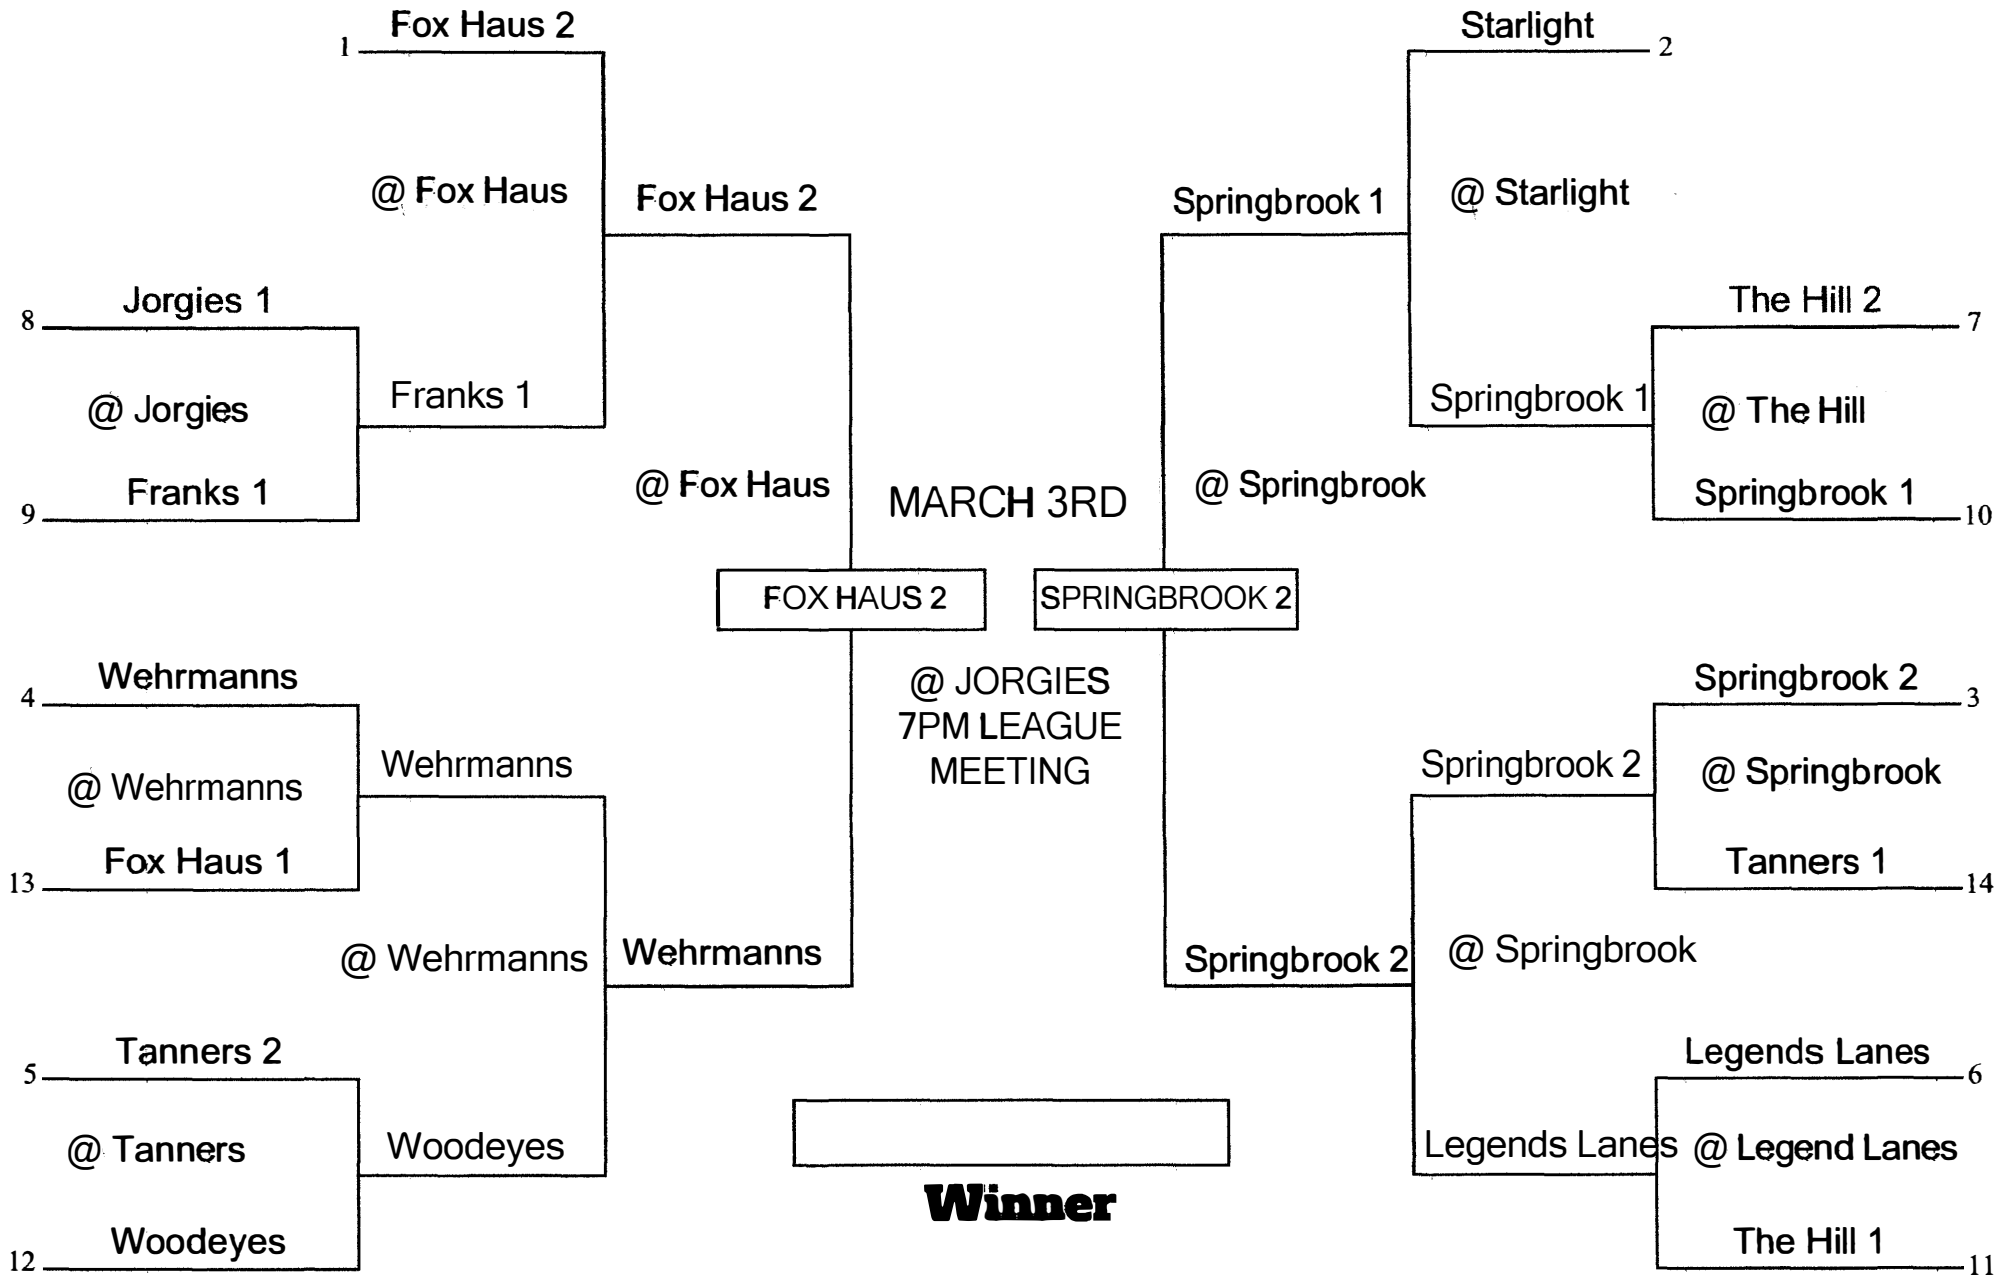 Fox Haus 2
1
@ Fox Haus
Fox Haus 2
Jorgies 1
8
@ Jorgies
Franks 1
Franks 1
9
@ Fox Haus
FOX HAUS 2
Wehrmanns
4
@ Wehrmanns
Wehrmanns
Fox Haus 1
13
@ Wehrmanns
Wehrmanns
Tanners 2
5
@ Tanners
Woodeyes
Woodeyes
12
MARCH 3RD
@ JORGIES
7PM LEAGUE
MEETING
Winner
Starlight
2
Springbrook 1
@ Starlight
The Hill 2
7
Springbrook 1
@ The Hill
Springbrook 1
10
@ Springbrook
SPRINGBROOK 2
Springbrook 2
3
Springbrook 2
@ Springbrook
Tanners 1
14
Springbrook 2
@ Springbrook
Legends Lanes
6
Legends Lanes
@ Legend Lanes
The Hill 1
11